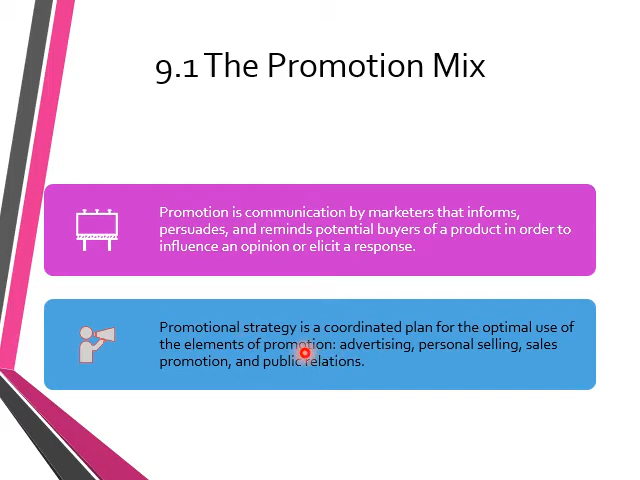 9.1 The Promotion Mix
Promotion is communication by marketers that informs,
persuades, and reminds potential buyers of a product in order to
influence an opinion or elicit a response.
Promotional strategy is a coordinated plan for the optimal use of
the elements of promotion: advertising, personal selling, sales
promotion, and public relations.